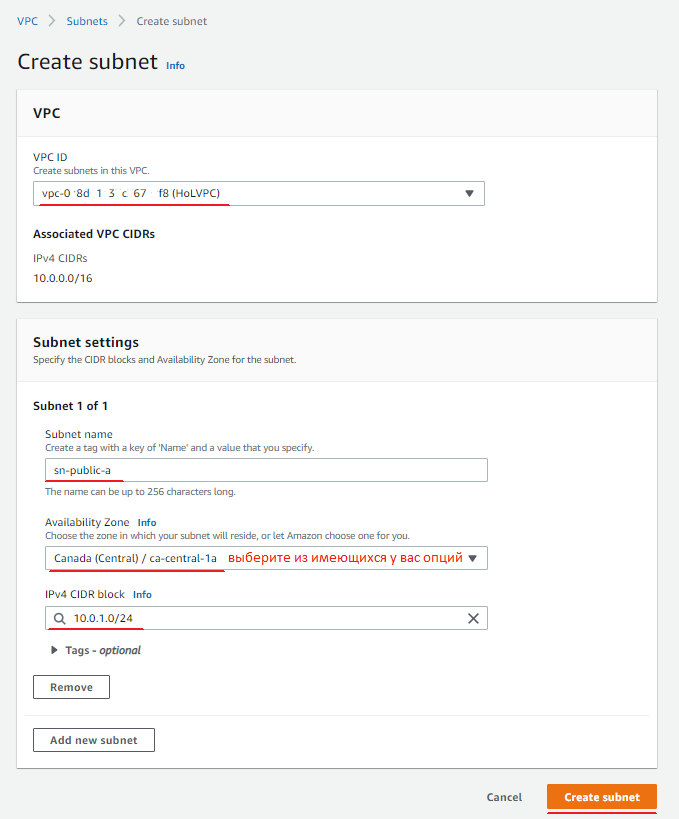 VPC > Subnets > Create subnet
Create subnet Info
VPC
VPC ID
Create subnets in this VPC.
vpc-0 8d 1 3 c 67 f8 (HoLVPC)
Associated VPC CIDRs
IPv4 CIDRs
10.0.0.0/16
Subnet settings
Specify the CIDR blocks and Availability Zone for the subnet.
Subnet 1 of 1
Subnet name
Create a tag with a key of 'Name' and a value that you specify.
sn-public-a
The name can be up to 256 characters long.
Availability Zone Info
Choose the zone in which your subnet will reside, or let Amazon choose one for you.
Canada (Central) / ca-central-1a выберите из имеющихся у вас опций
IPv4 CIDR block Info
10.0.1.0/24
Tags - optional
Remove
Add new subnet
Cancel Create subnet